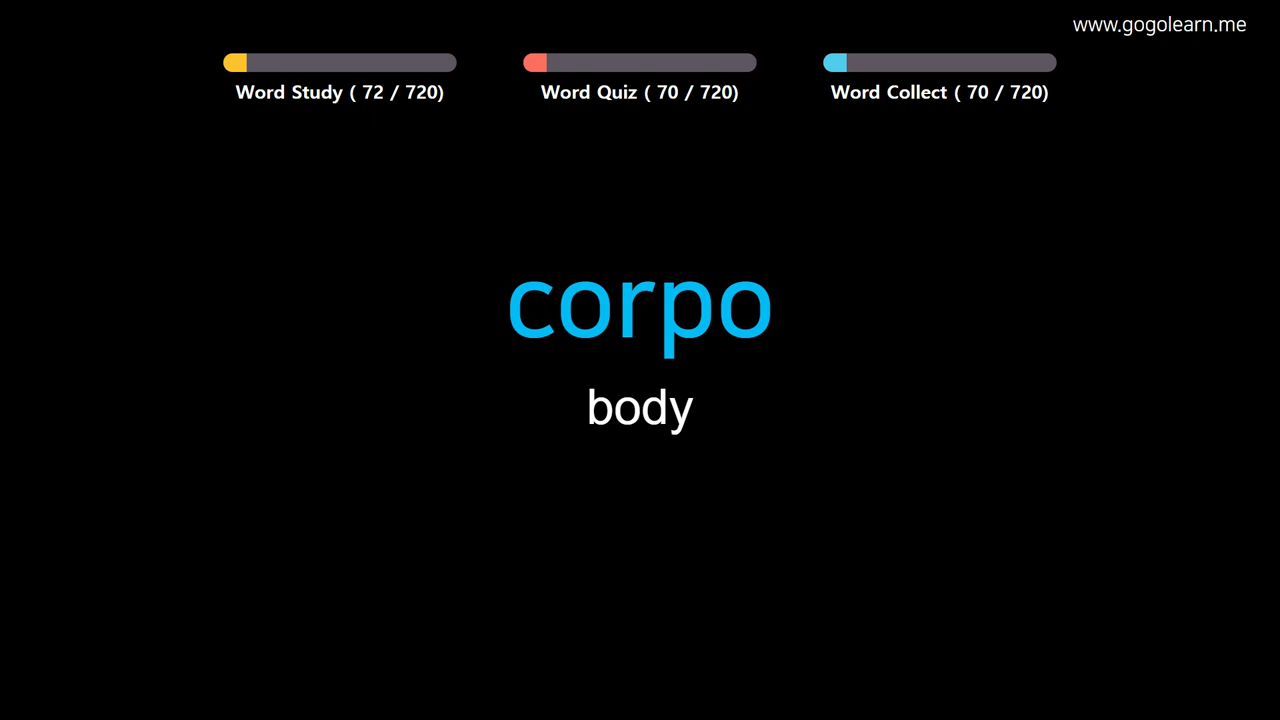 www.gogolearn.me
Word Study ( 72 / 720)
Word Quiz ( 70 / 720)
Word Collect ( 70 / 720)
corpo
body